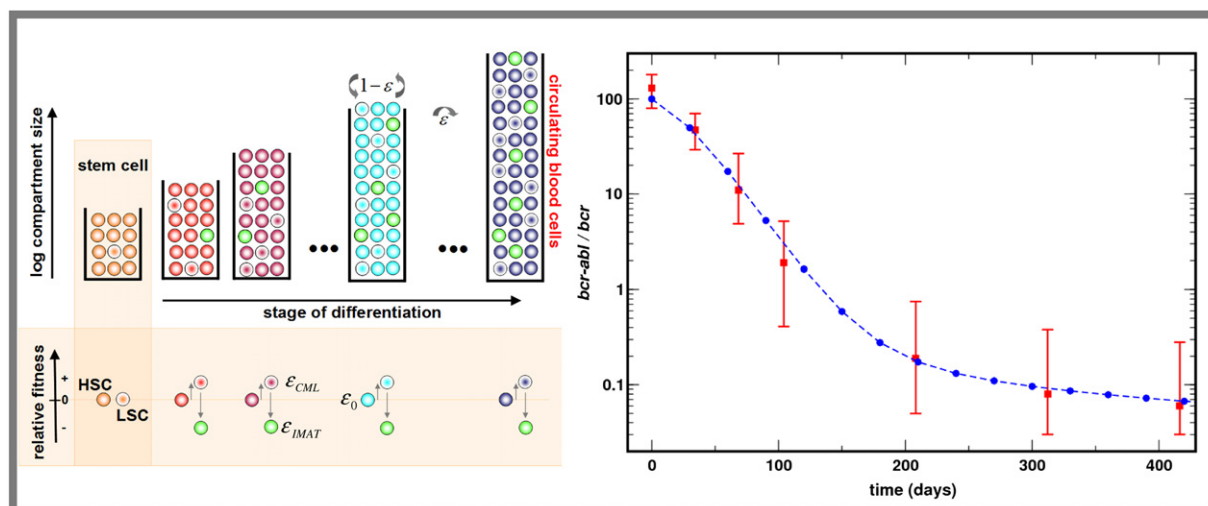 log compartment size
stem cell
1−ε
ε
circulating blood cells
•••
•••
stage of differentiation
relative fitness
+
0
-
HSC
LSC
ε_CML
ε_IMAT
ε_0
bcr-abl / bcr
100
10
1
0.1
0
100
200
300
400
time (days)